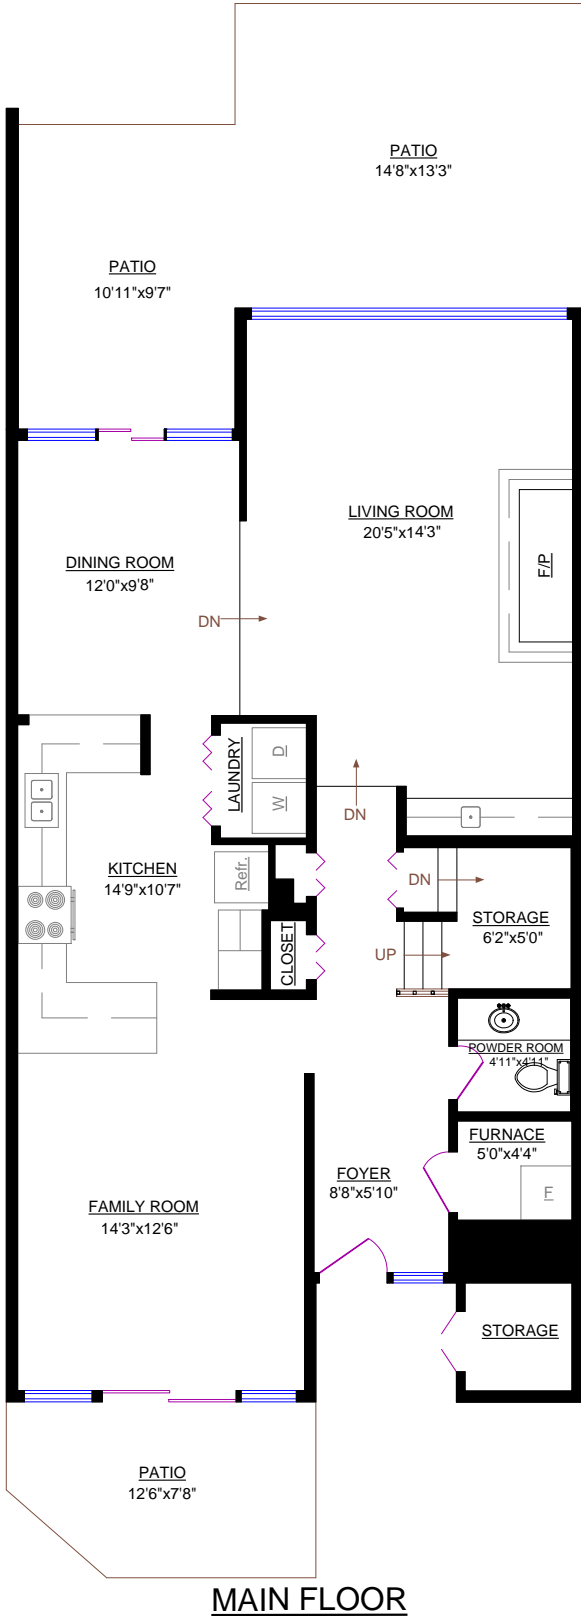 PATIO
14'8"x13'3"
PATIO
10'11"x9'7"
LIVING ROOM
20'5"x14'3"
F/P
DINING ROOM
12'0"x9'8"
DN
LAUNDRY
D
W
DN
KITCHEN
14'9"x10'7"
Refr.
DN
STORAGE
6'2"x5'0"
CLOSET
UP
POWDER ROOM
4'11"x4'11"
FURNACE
5'0"x4'4"
F
FOYER
8'8"x5'10"
FAMILY ROOM
14'3"x12'6"
STORAGE
PATIO
12'6"x7'8"
MAIN FLOOR